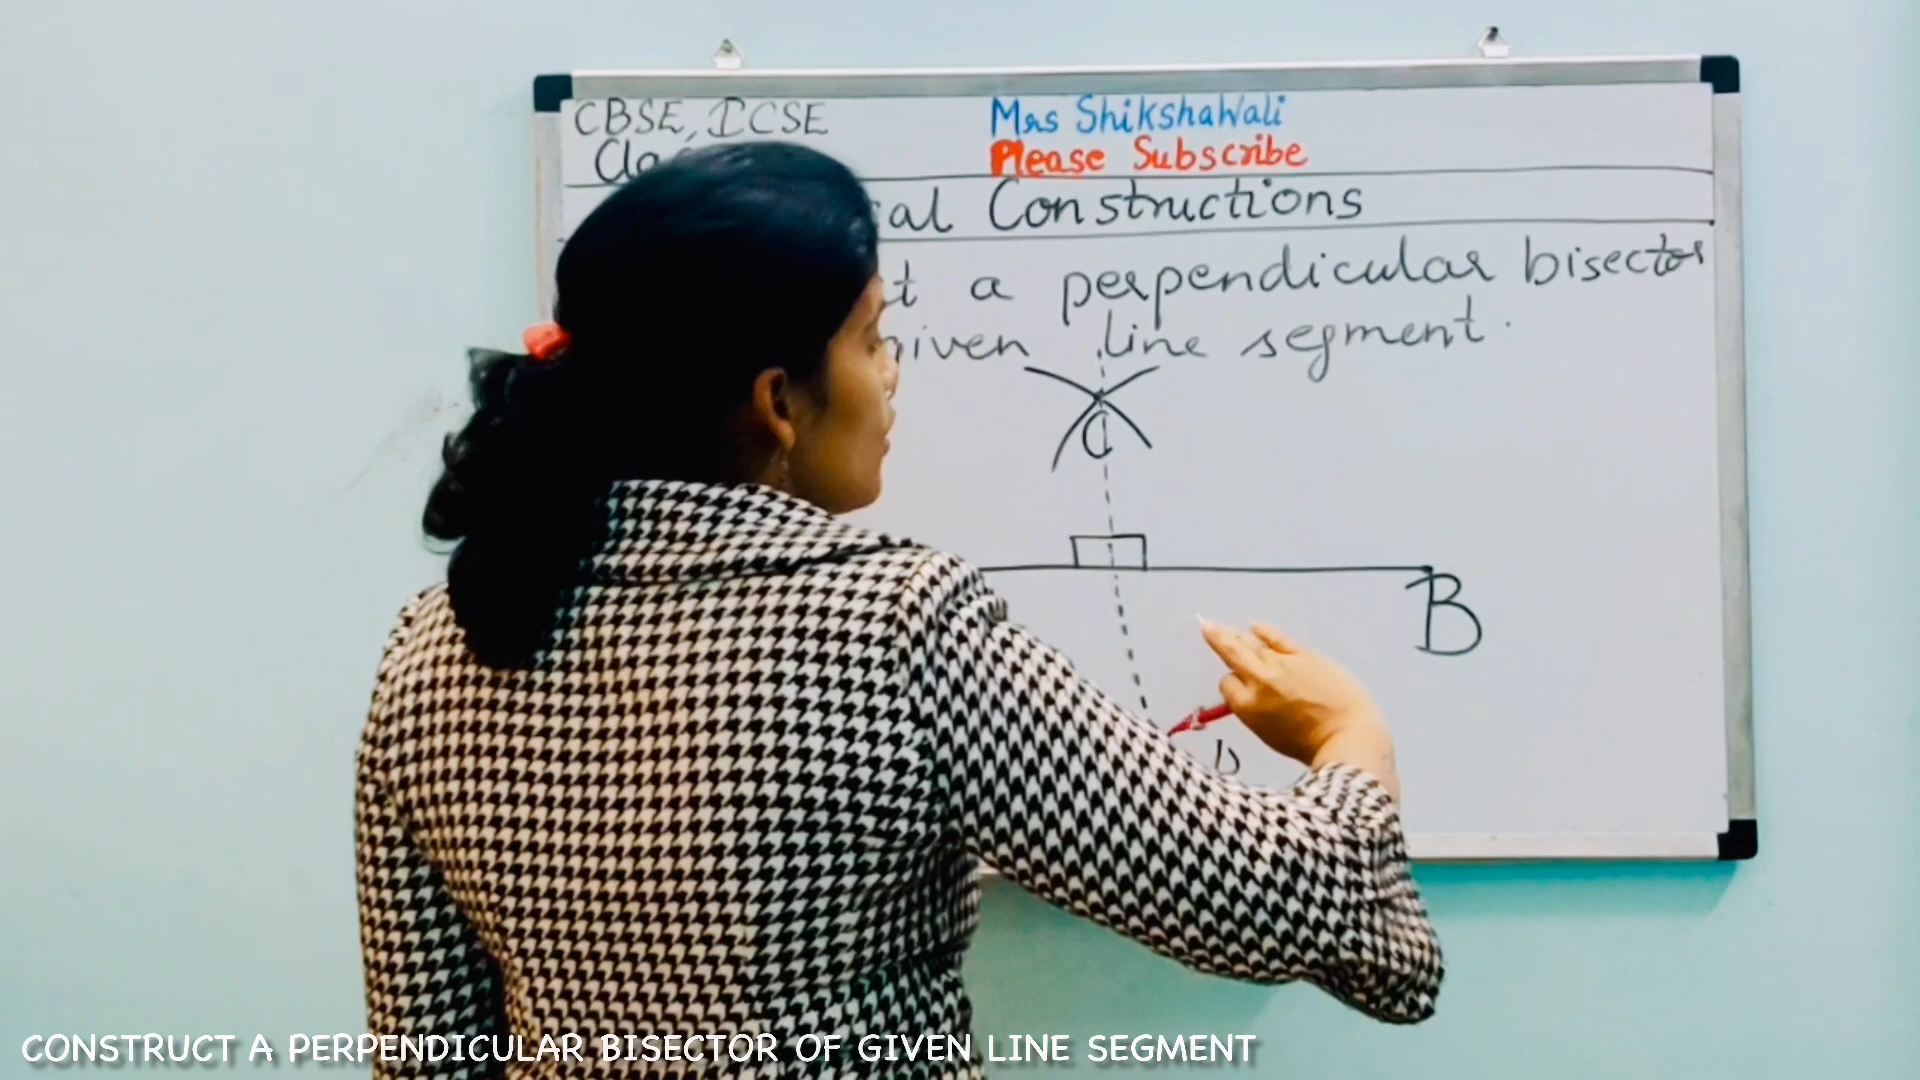 CBSE, ICSE
Mrs ShikshaWali
Please Subscribe
Constructions
a perpendicular bisector
line segment.
C
B
D
CONSTRUCT A PERPENDICULAR BISECTOR OF GIVEN LINE SEGMENT